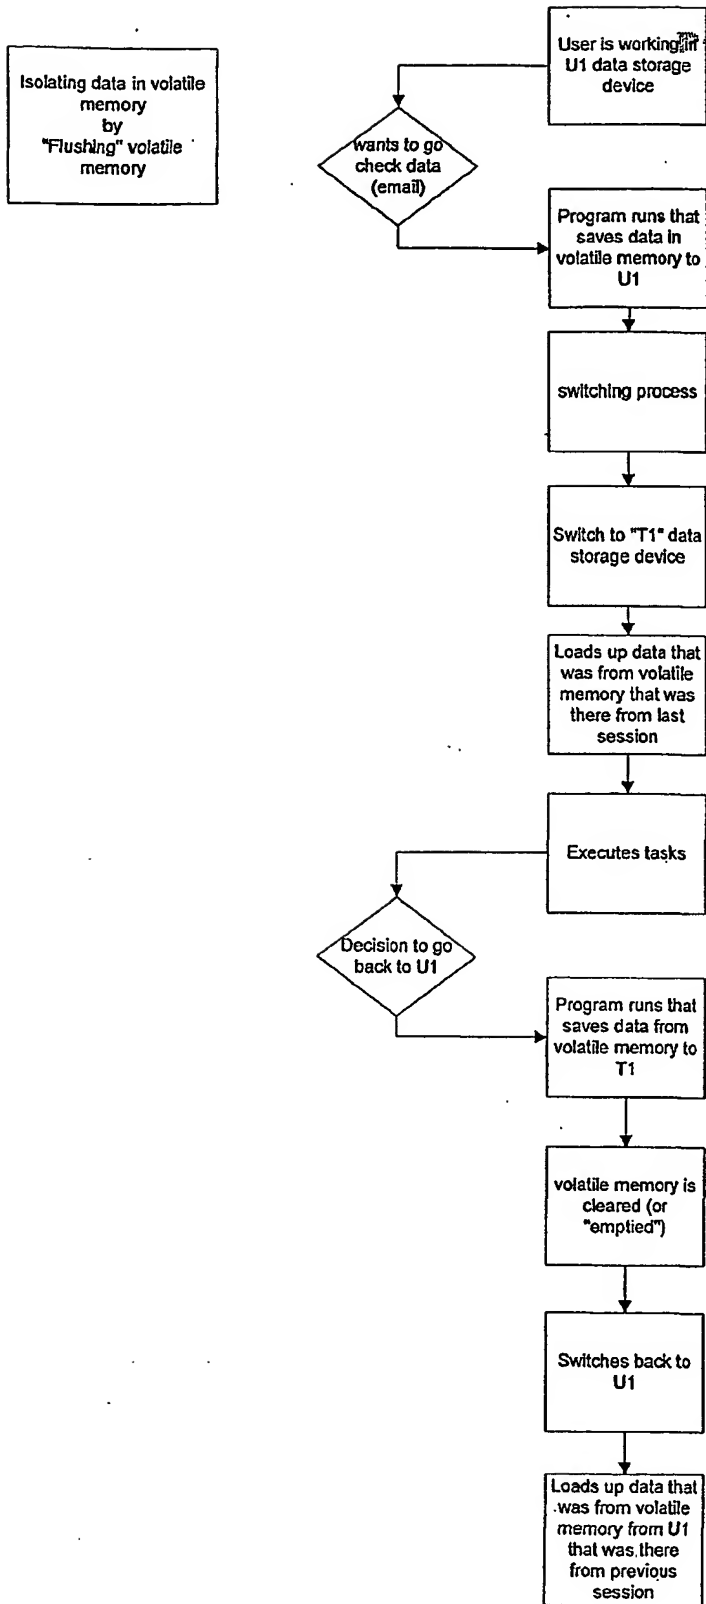 Isolating data in volatile
memory
by
"Flushing" volatile
memory
User is working in
U1 data storage
device
wants to go
check data
(email)
Program runs that
saves data in
volatile memory to
U1
switching process
Switch to "T1" data
storage device
Loads up data that
was from volatile
memory that was
there from last
session
Executes tasks
Decision to go
back to U1
Program runs that
saves data from
volatile memory to
T1
volatile memory is
cleared (or
"emptied")
Switches back to
U1
Loads up data that
was from volatile
memory from U1
that was there
from previous
session